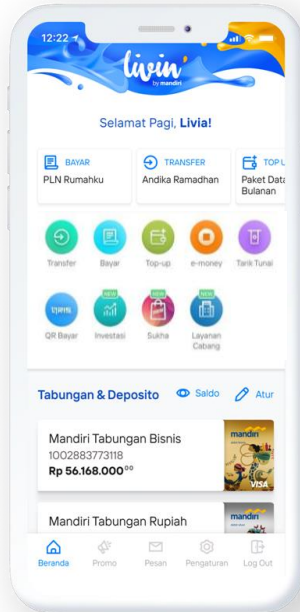 12:22
livin'
by mandiri
Selamat Pagi, Livia!
BAYAR
PLN Rumahku
TRANSFER
Andika Ramadhan
TOP U
Paket Data
Bulanan
Transfer
Bayar
Top-up
e-money
Tarik Tunai
NEW
NEW
NEW
QR Bayar
Investasi
Sukha
Layanan
Cabang
Tabungan & Deposito
Saldo
Atur
Mandiri Tabungan Bisnis
1002883773118
Rp 56.168.000⁰⁰
mandiri
VISA
Mandiri Tabungan Rupiah
mandiri
Beranda
Promo
Pesan
Pengaturan
Log Out